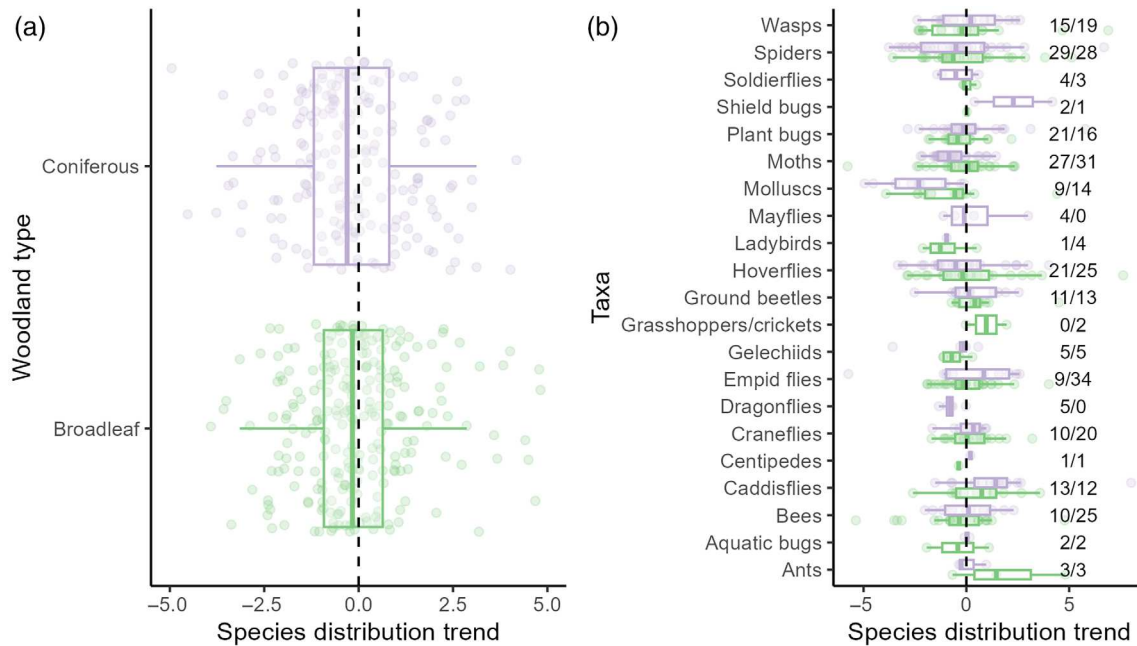 (a)
Woodland type
Coniferous
Broadleaf
−5.0 −2.5 0.0 2.5 5.0
Species distribution trend
(b)
Taxa
Wasps 15/19
Spiders 29/28
Soldierflies 4/3
Shield bugs 2/1
Plant bugs 21/16
Moths 27/31
Molluscs 9/14
Mayflies 4/0
Ladybirds 1/4
Hoverflies 21/25
Ground beetles 11/13
Grasshoppers/crickets 0/2
Gelechiids 5/5
Empid flies 9/34
Dragonflies 5/0
Craneflies 10/20
Centipedes 1/1
Caddisflies 13/12
Bees 10/25
Aquatic bugs 2/2
Ants 3/3
−5 0 5
Species distribution trend